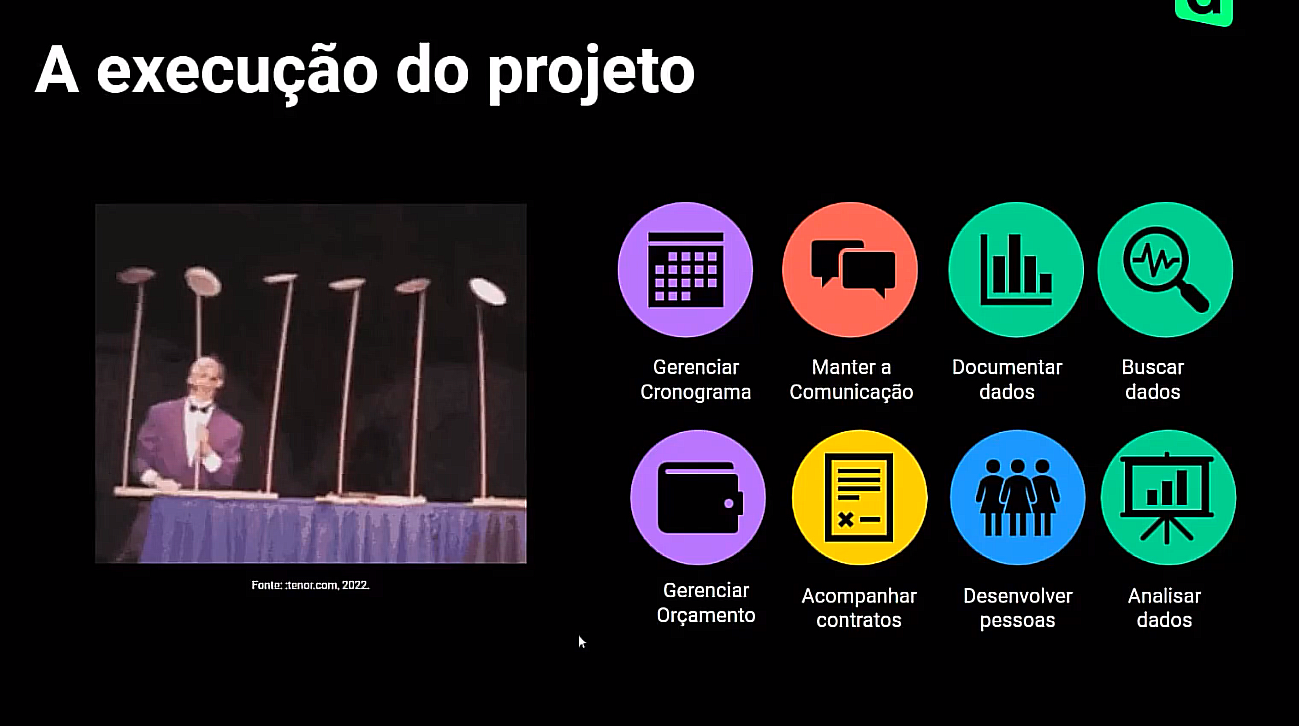 A execução do projeto
Gerenciar
Cronograma
Manter a
Comunicação
Documentar
dados
Buscar
dados
Gerenciar
Orçamento
Acompanhar
contratos
Desenvolver
pessoas
Analisar
dados
Fonte: :tenor.com, 2022.